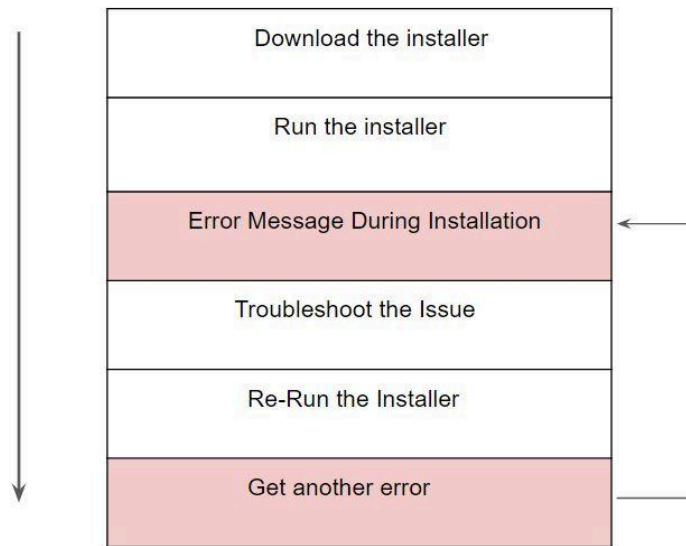 Download the installer
Run the installer
Error Message During Installation
Troubleshoot the Issue
Re-Run the Installer
Get another error